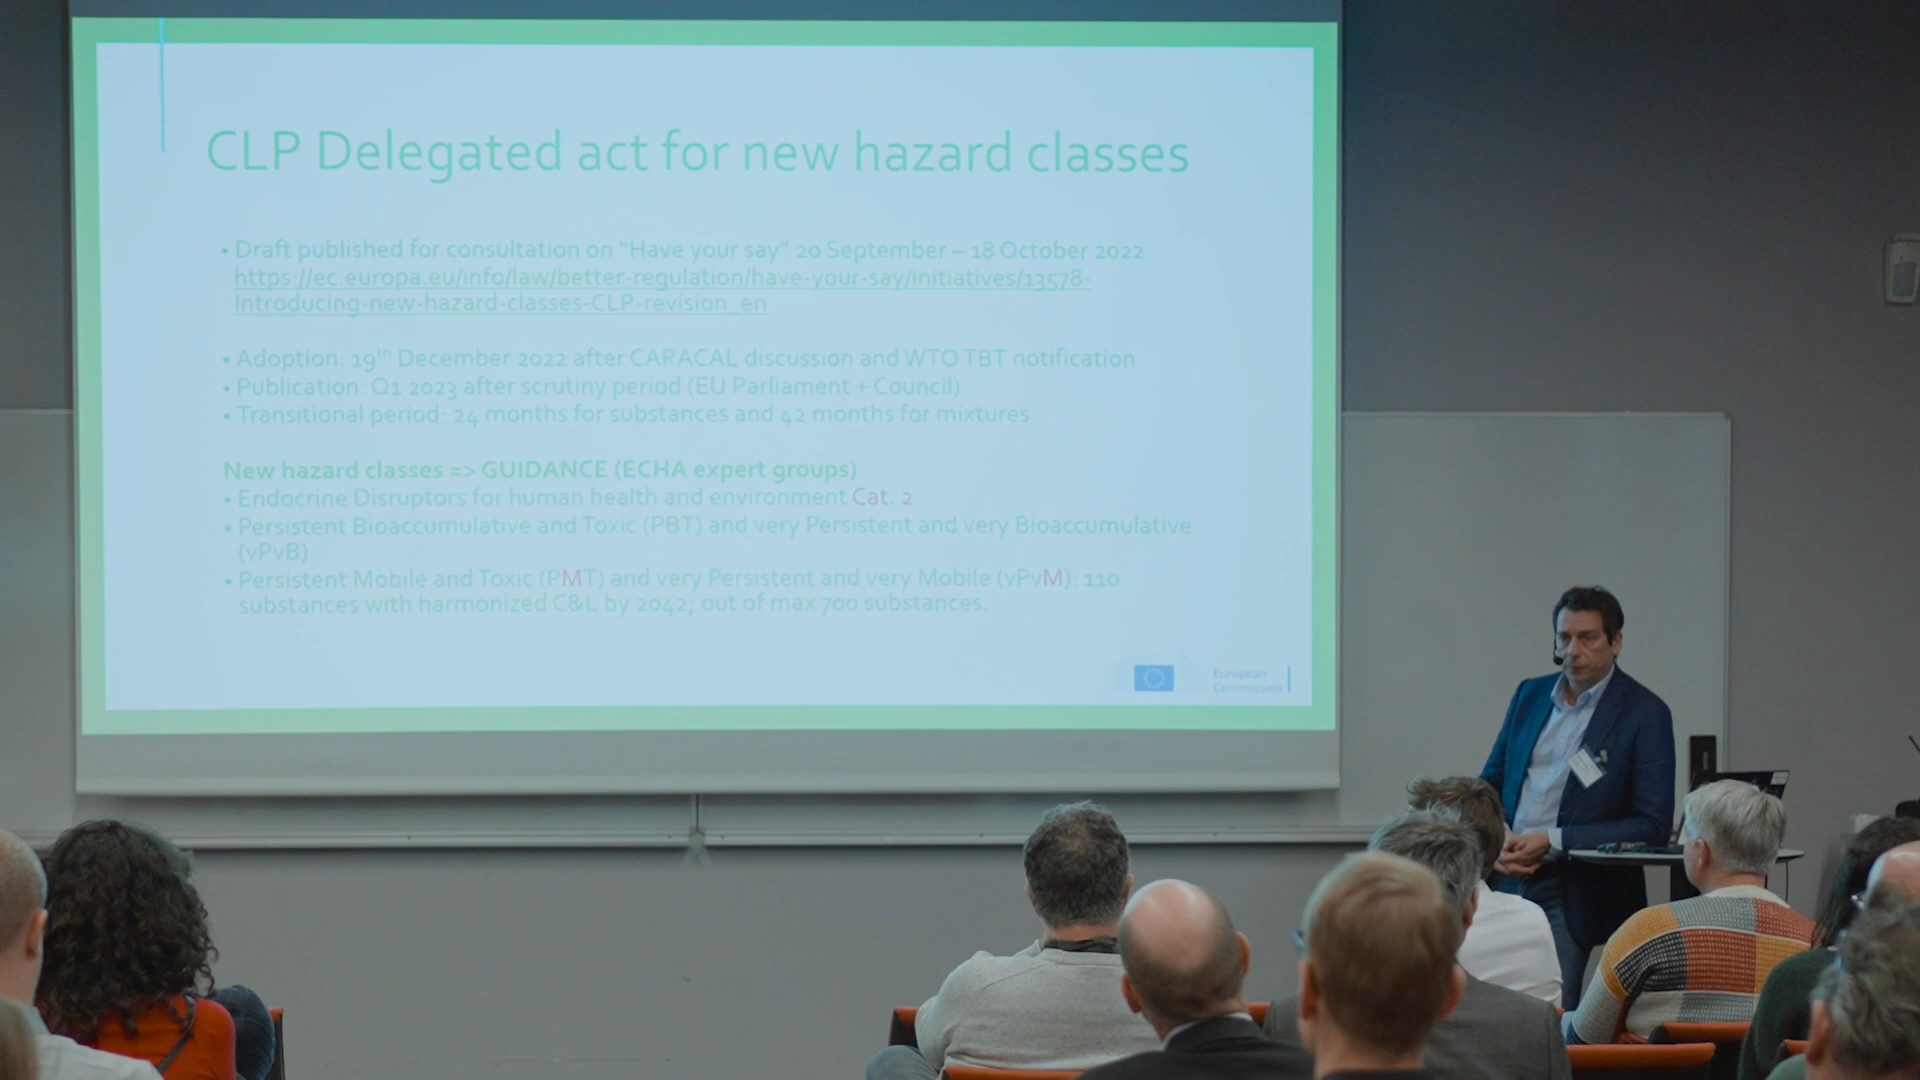 CLP Delegated act for new hazard classes
• Draft published for consultation on “Have your say” 20 September – 18 October 2022
https://ec.europa.eu/info/law/better-regulation/have-your-say/initiatives/13578-
Introducing-new-hazard-classes-CLP-revision_en
• Adoption: 19th December 2022 after CARACAL discussion and WTO TBT notification
• Publication: Q1 2023 after scrutiny period (EU Parliament + Council)
• Transitional period: 24 months for substances and 42 months for mixtures
New hazard classes => GUIDANCE (ECHA expert groups)
• Endocrine Disruptors for human health and environment Cat. 2
• Persistent Bioaccumulative and Toxic (PBT) and very Persistent and very Bioaccumulative
(vPvB)
• Persistent Mobile and Toxic (PMT) and very Persistent and very Mobile (vPvM): 110
substances with harmonized C&L by 2042, out of max 700 substances.
European
Commission